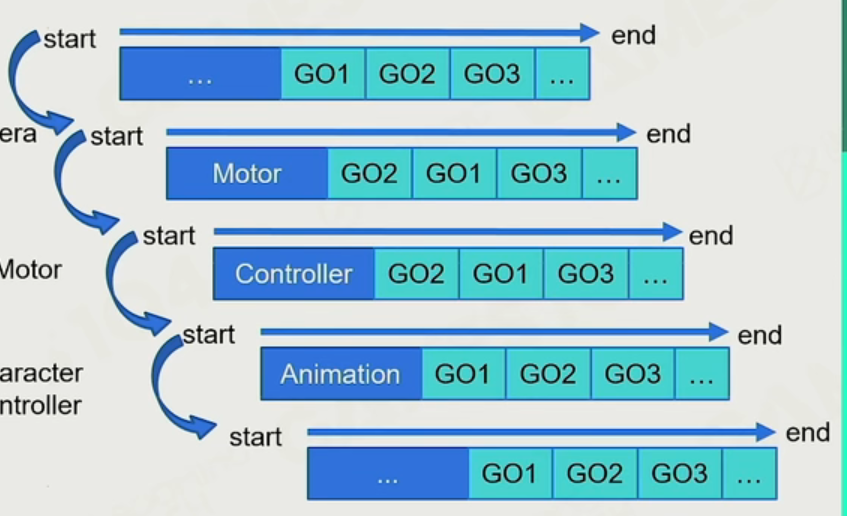 start end
... GO1 GO2 GO3 ...
era start end
Motor GO2 GO1 GO3 ...
start end
Motor Controller GO2 GO1 GO3 ...
start end
aracter Animation GO1 GO2 GO3 ...
ntroller
start end
... GO1 GO2 GO3 ...